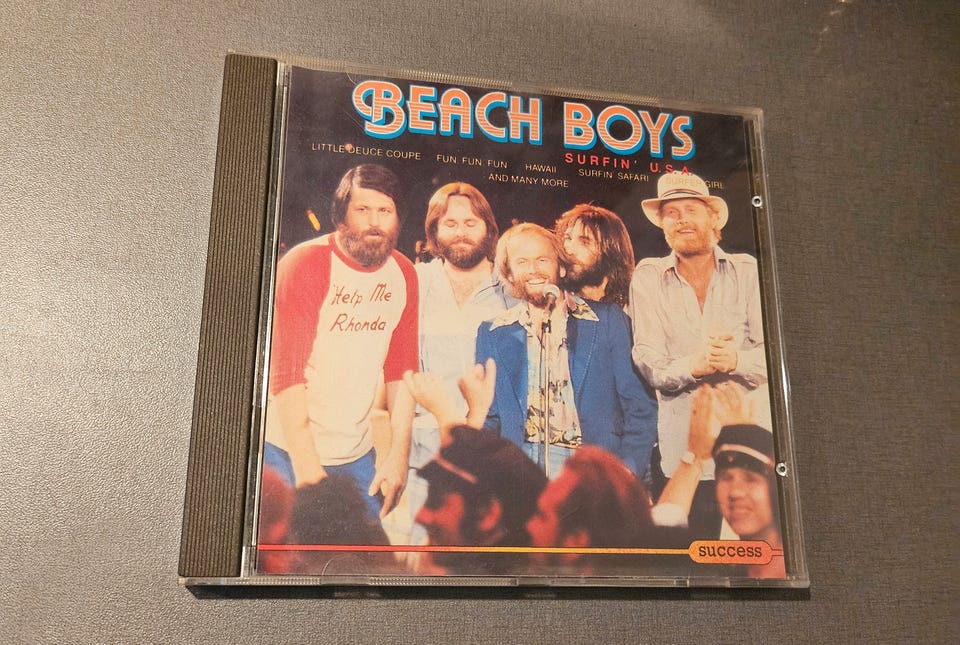 BEACH BOYS
SURFIN' U.S.A.
LITTLE DEUCE COUPE FUN, FUN, FUN HAWAII SURFIN' SAFARI SURFER GIRL
AND MANY MORE
Help Me
Rhonda
success